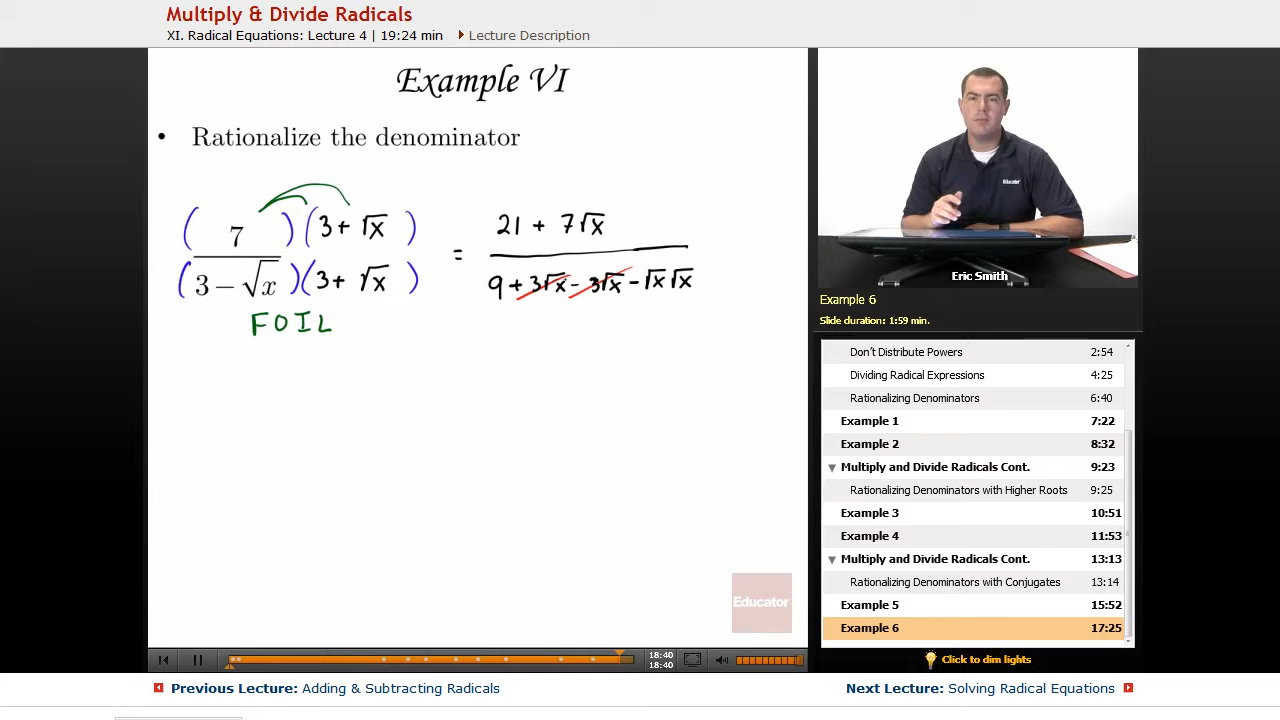 Multiply & Divide Radicals
XI. Radical Equations: Lecture 4 | 19:24 min
Lecture Description
Example VI
• Rationalize the denominator
( 7 )(3 + √x ) = 21 + 7√x
(3 − √x )(3 + √x ) 9 + 3√x - 3√x - √x√x
FOIL
Educator
Educator
Eric Smith
Example 6
Slide duration: 1:59 min.
Don't Distribute Powers 2:54
Dividing Radical Expressions 4:25
Rationalizing Denominators 6:40
Example 1 7:22
Example 2 8:32
Multiply and Divide Radicals Cont. 9:23
Rationalizing Denominators with Higher Roots 9:25
Example 3 10:51
Example 4 11:53
Multiply and Divide Radicals Cont. 13:13
Rationalizing Denominators with Conjugates 13:14
Example 5 15:52
Example 6 17:25
18:40
18:40
Click to dim lights
Previous Lecture: Adding & Subtracting Radicals
Next Lecture: Solving Radical Equations